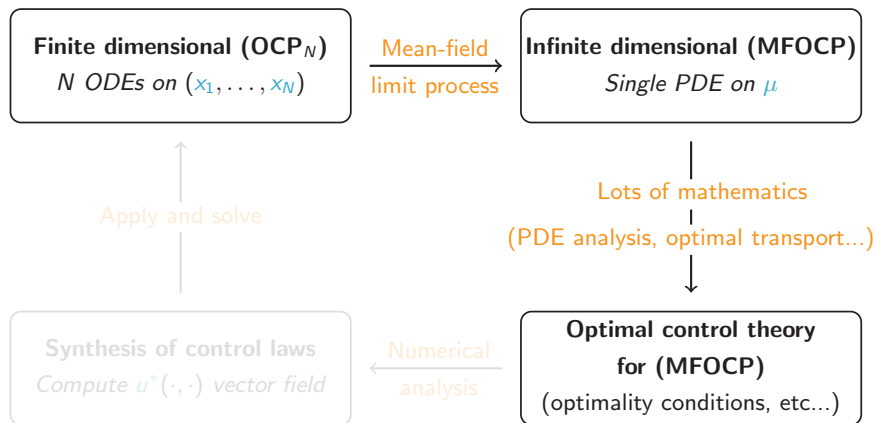 Finite dimensional (OCP_N)
N ODEs on (x_1, . . . , x_N)
Mean-field
limit process
Infinite dimensional (MFOCP)
Single PDE on μ
Lots of mathematics
(PDE analysis, optimal transport...)
Optimal control theory
for (MFOCP)
(optimality conditions, etc...)
Numerical
analysis
Synthesis of control laws
Compute u*(·, ·) vector field
Apply and solve